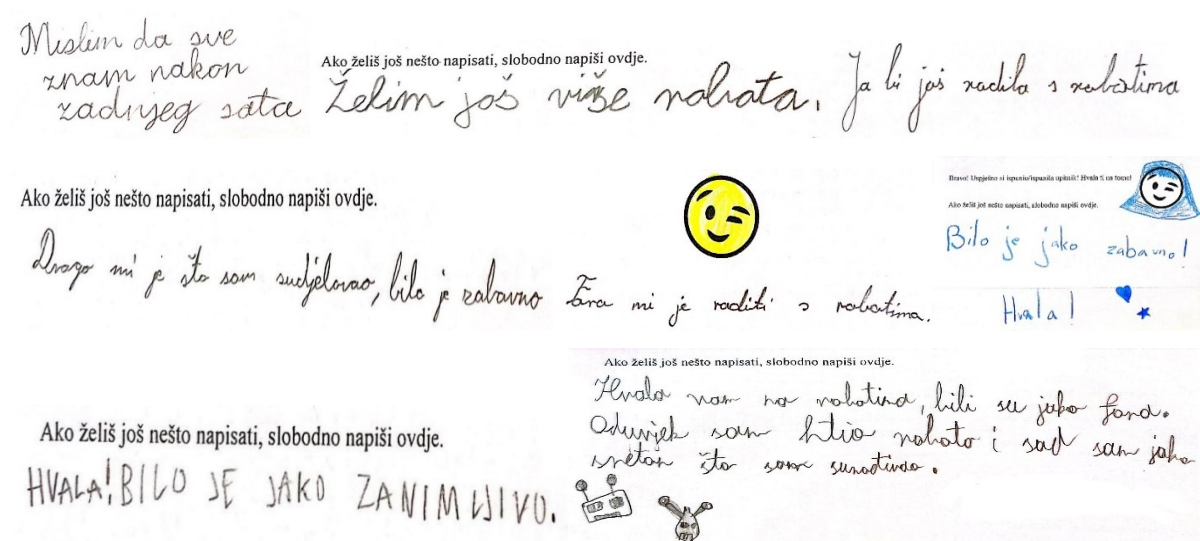 Mislim da sve
znam nakon
zadnjeg sata
Ako želiš još nešto napisati, slobodno napiši ovdje.
Želim još više robota.
Ja bi još radila s robotima
Ako želiš još nešto napisati, slobodno napiši ovdje.
Drago mi je što sam sudjelovao, bilo je zabavno
Fora mi je raditi s robotima.
Bravo! Uspješno si ispunio/ispunila upitnik! Hvala ti na tome!
Ako želiš još nešto napisati, slobodno napiši ovdje.
Bilo je jako zabavno!
Hvala!
Ako želiš još nešto napisati, slobodno napiši ovdje.
HVALA! BILO JE JAKO ZANIMLJIVO.
Ako želiš još nešto napisati, slobodno napiši ovdje.
Hvala vam na robotima, bili su jako fora.
Oduvjek sam htio robota i sad sam jako
sretan što sam